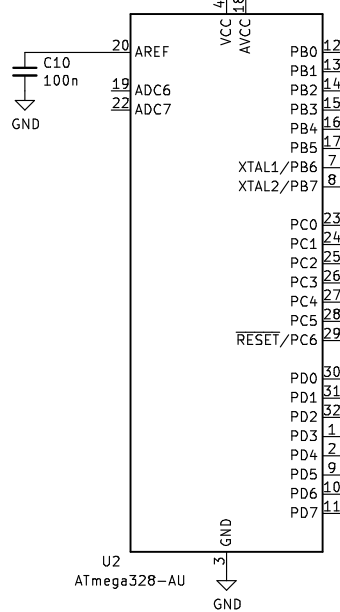 4
18
VCC
AVCC
20
AREF
C10
100n
GND
19
ADC6
22
ADC7
PB0
12
PB1
13
PB2
14
PB3
15
PB4
16
PB5
17
XTAL1/PB6
7
XTAL2/PB7
8
PC0
23
PC1
24
PC2
25
PC3
26
PC4
27
PC5
28
RESET/PC6
29
PD0
30
PD1
31
PD2
32
PD3
1
PD4
2
PD5
9
PD6
10
PD7
11
GND
3
U2
ATmega328-AU
GND